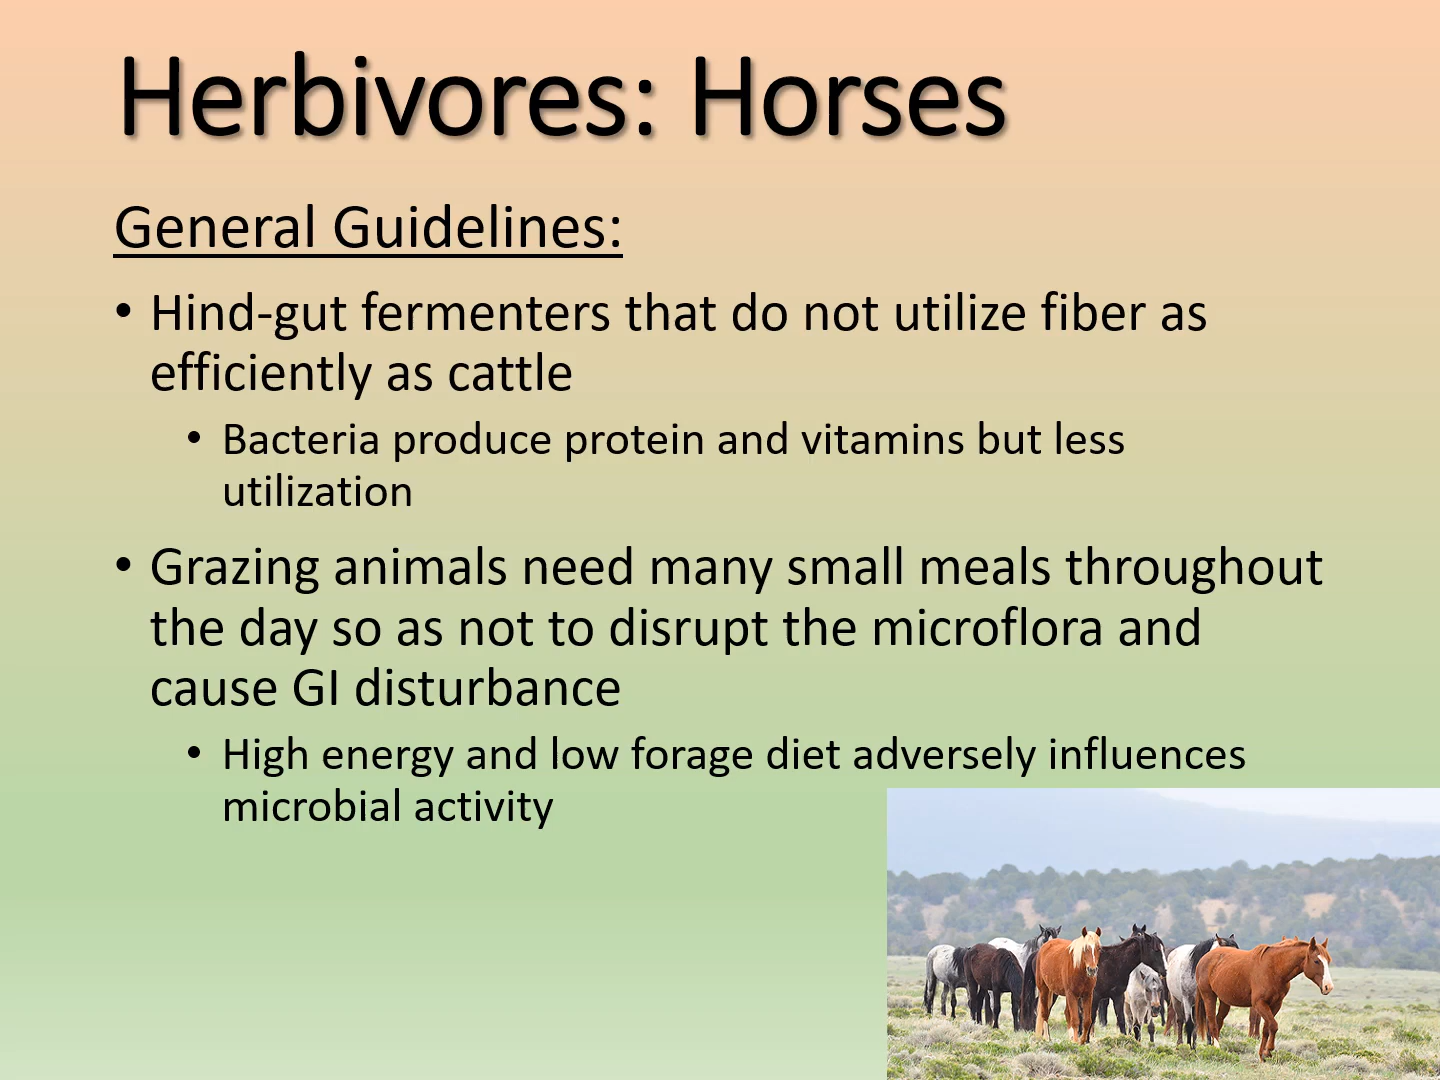 Herbivores: Horses
General Guidelines:
• Hind-gut fermenters that do not utilize fiber as
efficiently as cattle
• Bacteria produce protein and vitamins but less
utilization
• Grazing animals need many small meals throughout
the day so as not to disrupt the microflora and
cause GI disturbance
• High energy and low forage diet adversely influences
microbial activity